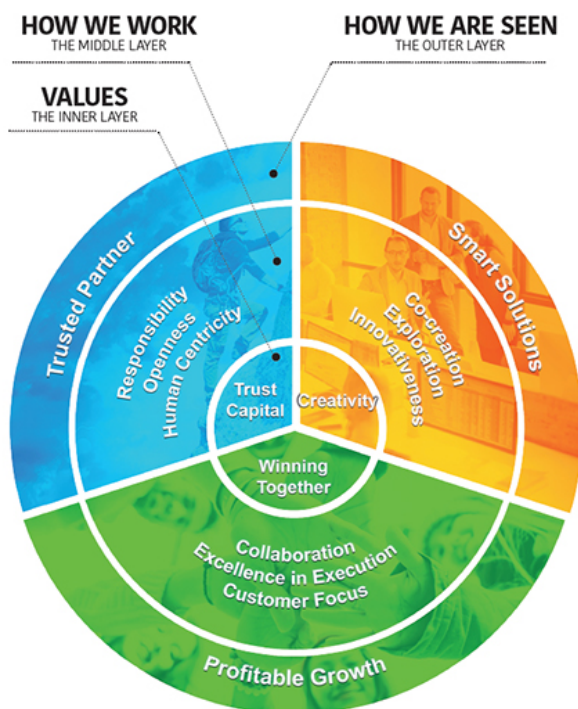 HOW WE WORK
THE MIDDLE LAYER
HOW WE ARE SEEN
THE OUTER LAYER
VALUES
THE INNER LAYER
Trusted Partner
Responsibility
Openness
Human Centricity
Trust
Capital
Smart Solutions
Co-creation
Exploration
Innovativeness
Creativity
Winning
Together
Collaboration
Excellence in Execution
Customer Focus
Profitable Growth